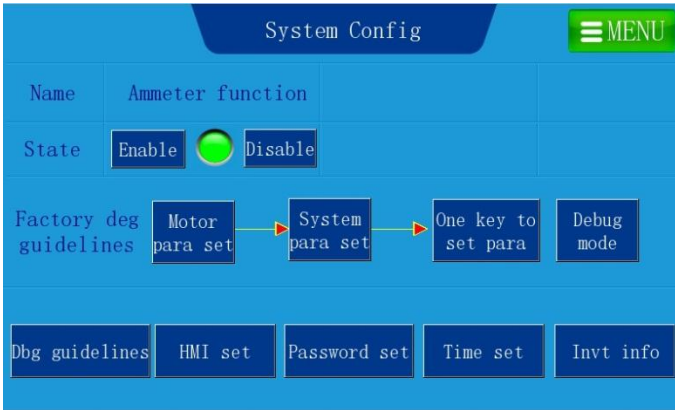 System Config
MENU
Name Ammeter function
State Enable Disable
Factory deg guidelines
Motor para set
System para set
One key to set para
Debug mode
Dbg guidelines HMI set Password set Time set Invt info